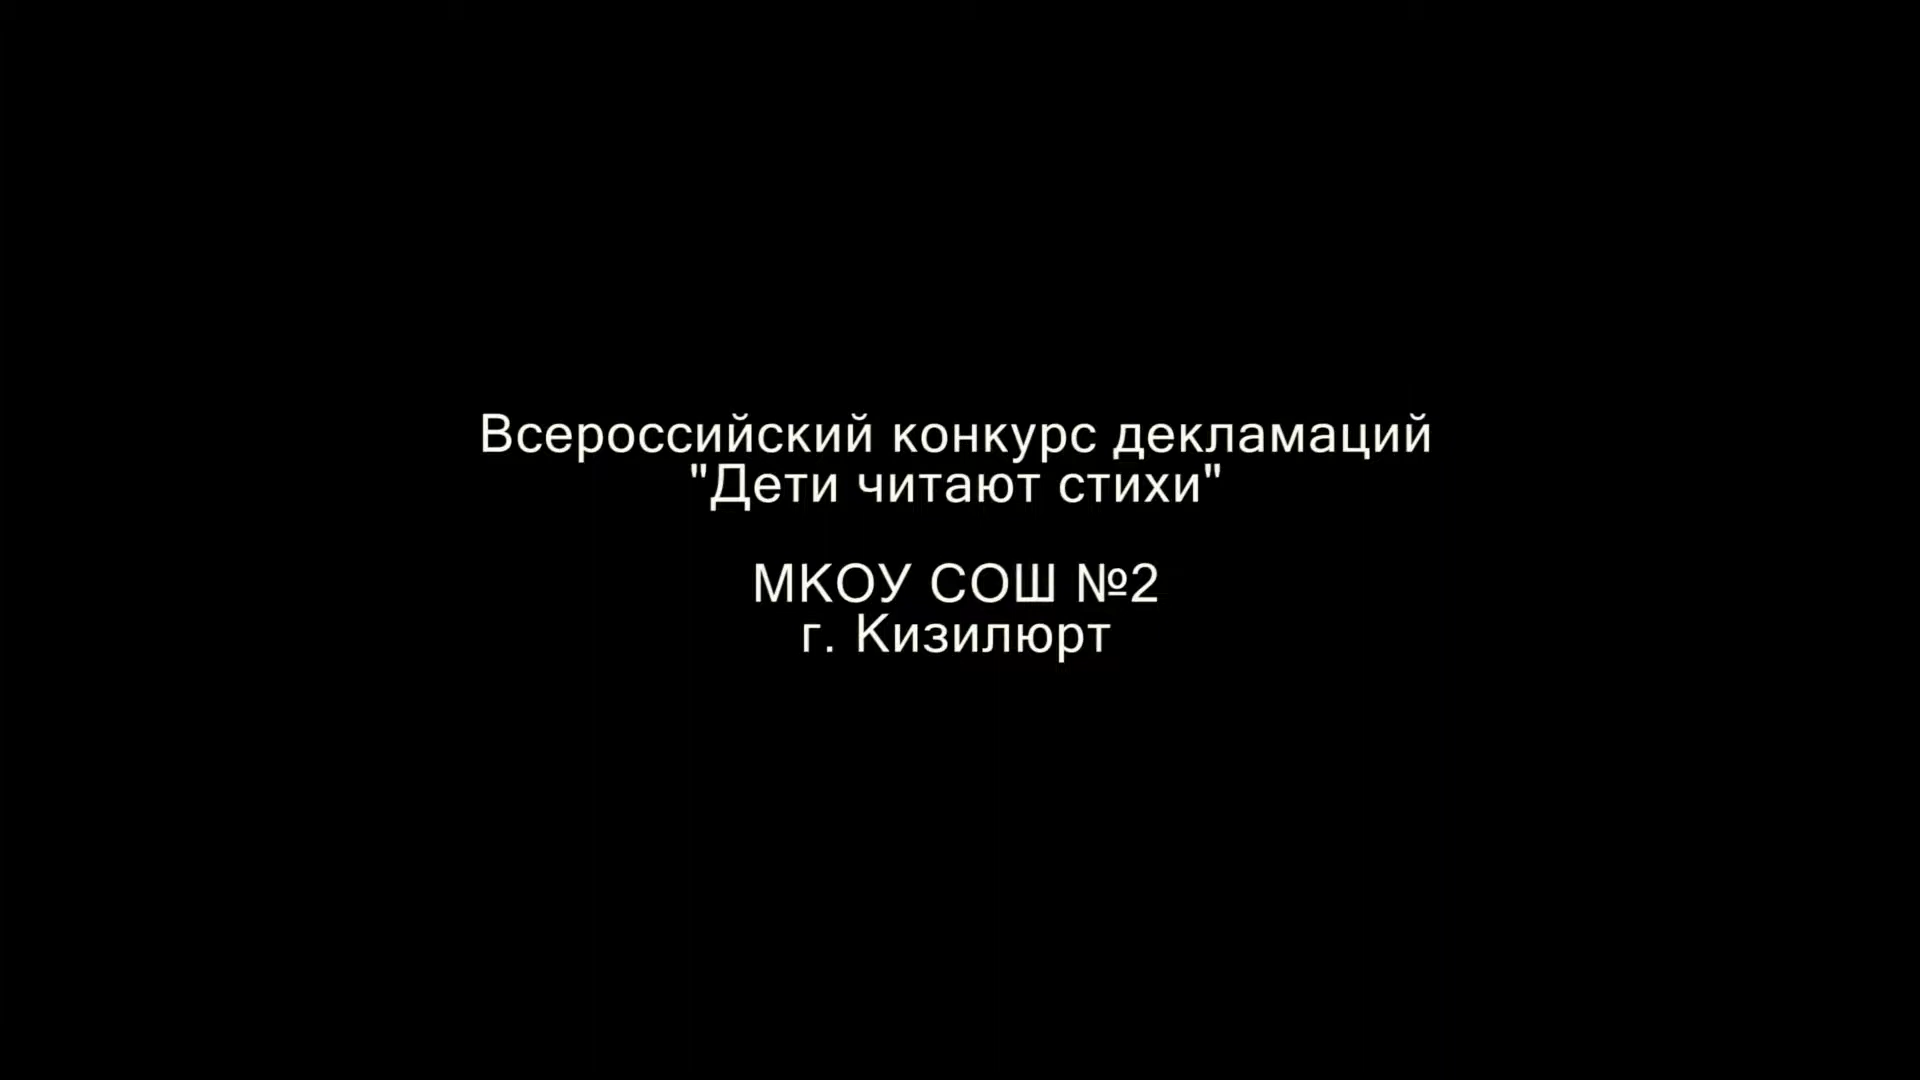 Всероссийский конкурс декламаций
"Дети читают стихи"
МКОУ СОШ №2
г. Кизилюрт